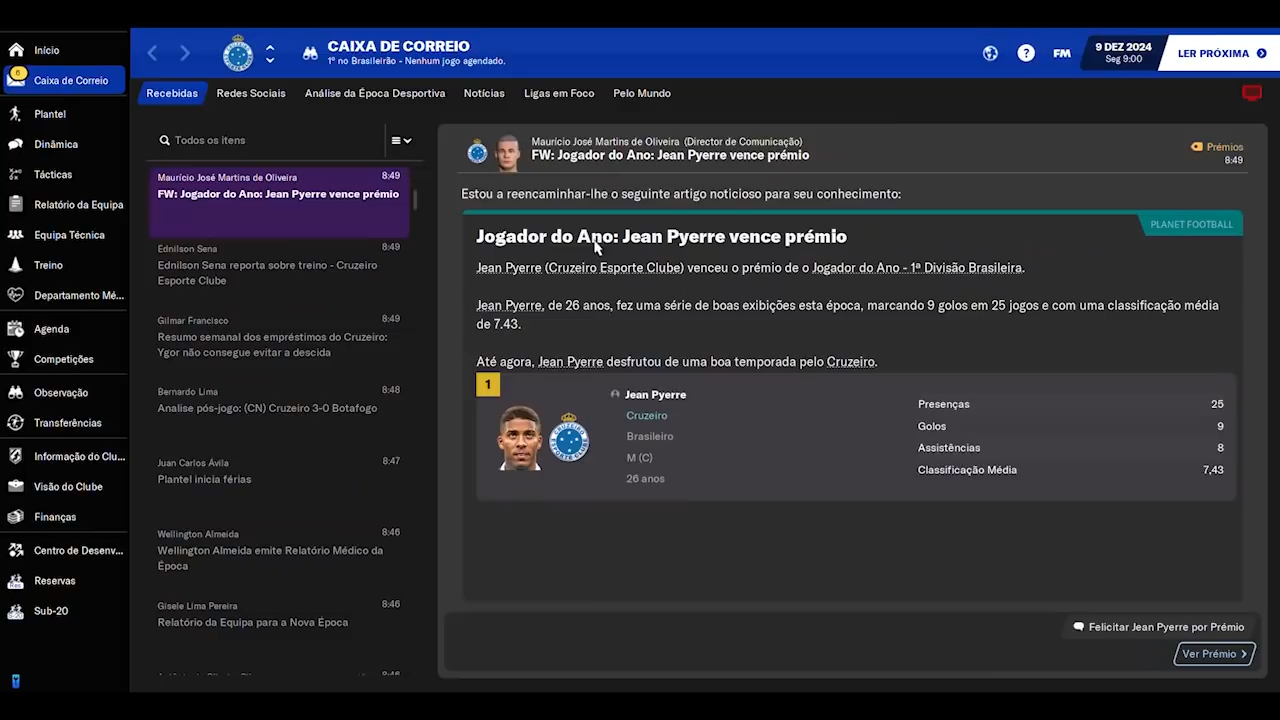 Início
6
Caixa de Correio
Plantel
Dinâmica
Tácticas
Relatório da Equipa
Equipa Técnica
Treino
Departamento Mé...
Agenda
Competições
Observação
Transferências
Informação do Clu...
Visão do Clube
Finanças
Centro de Desenv...
Reservas
Sub-20
CAIXA DE CORREIO
1º no Brasileirão - Nenhum jogo agendado.
FM
9 DEZ 2024
Seg 9:00
LER PRÓXIMA
Recebidas
Redes Sociais
Análise da Época Desportiva
Notícias
Ligas em Foco
Pelo Mundo
Todos os itens
Maurício José Martins de Oliveira 8:49
FW: Jogador do Ano: Jean Pyerre vence prémio
Ednilson Sena 8:49
Ednilson Sena reporta sobre treino - Cruzeiro
Esporte Clube
Gilmar Francisco 8:49
Resumo semanal dos empréstimos do Cruzeiro:
Ygor não consegue evitar a descida
Bernardo Lima 8:48
Analise pós-jogo: (CN) Cruzeiro 3-0 Botafogo
Juan Carlos Ávila 8:47
Plantel inicia férias
Wellington Almeida 8:46
Wellington Almeida emite Relatório Médico da
Época
Gisele Lima Pereira 8:46
Relatório da Equipa para a Nova Época
Maurício José Martins de Oliveira (Director de Comunicação)
FW: Jogador do Ano: Jean Pyerre vence prémio
Prémios
8:49
Estou a reencaminhar-lhe o seguinte artigo noticioso para seu conhecimento:
PLANET FOOTBALL
Jogador do Ano: Jean Pyerre vence prémio
Jean Pyerre (Cruzeiro Esporte Clube) venceu o prémio de o Jogador do Ano - 1ª Divisão Brasileira.
Jean Pyerre, de 26 anos, fez uma série de boas exibições esta época, marcando 9 golos em 25 jogos e com uma classificação média
de 7.43.
Até agora, Jean Pyerre desfrutou de uma boa temporada pelo Cruzeiro.
1
Jean Pyerre
Cruzeiro
Brasileiro
M (C)
26 anos
Presenças 25
Golos 9
Assistências 8
Classificação Média 7,43
Felicitar Jean Pyerre por Prémio
Ver Prémio